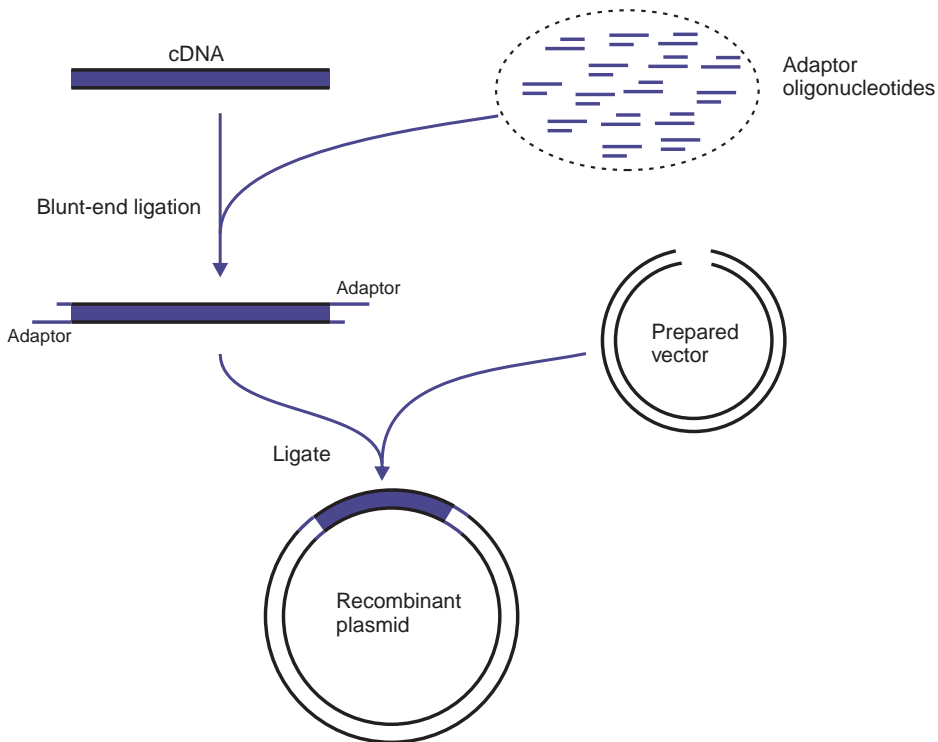 cDNA
Adaptor
oligonucleotides
Blunt-end ligation
Adaptor
Adaptor
Prepared
vector
Ligate
Recombinant
plasmid